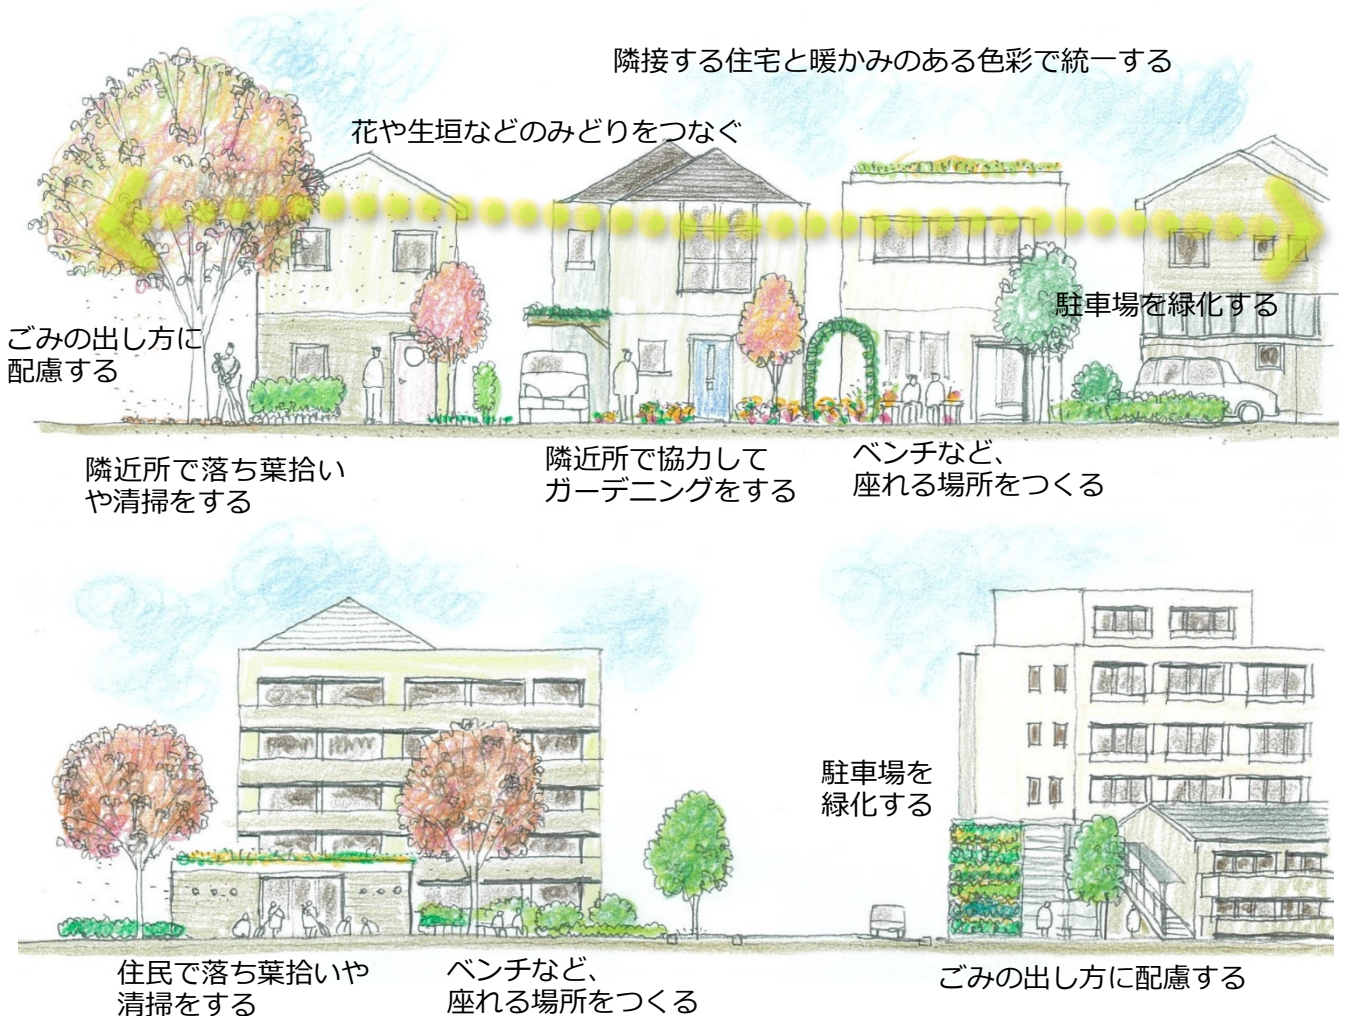 隣接する住宅と暖かみのある色彩で統一する
花や生垣などのみどりをつなぐ
駐車場を緑化する
ごみの出し方に
配慮する
隣近所で落ち葉拾い
や清掃をする
隣近所で協力して
ガーデニングをする
ベンチなど、
座れる場所をつくる
駐車場を
緑化する
住民で落ち葉拾いや
清掃をする
ベンチなど、
座れる場所をつくる
ごみの出し方に配慮する